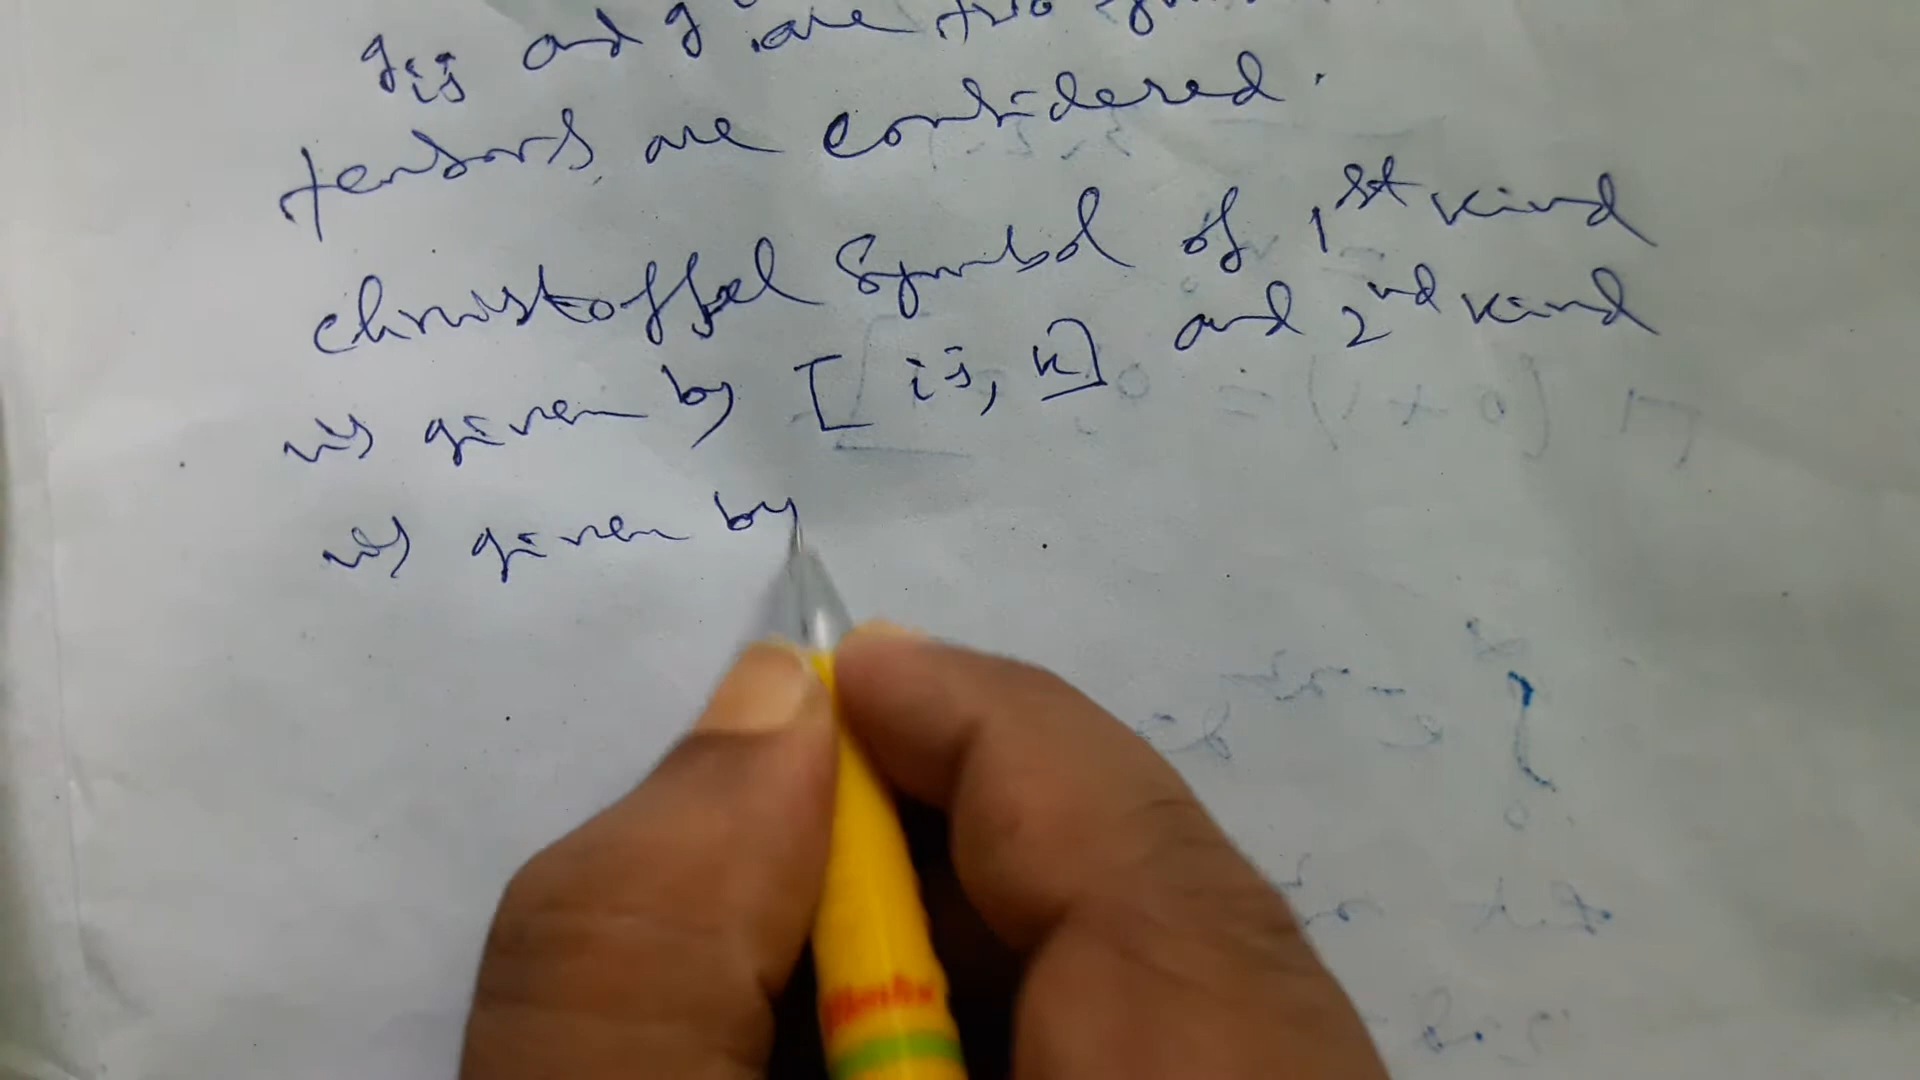 g_ij and g are two
tensors are considered.
christoffel Symbol of 1st kind
is given by [ij, k] and 2nd kind
is given by